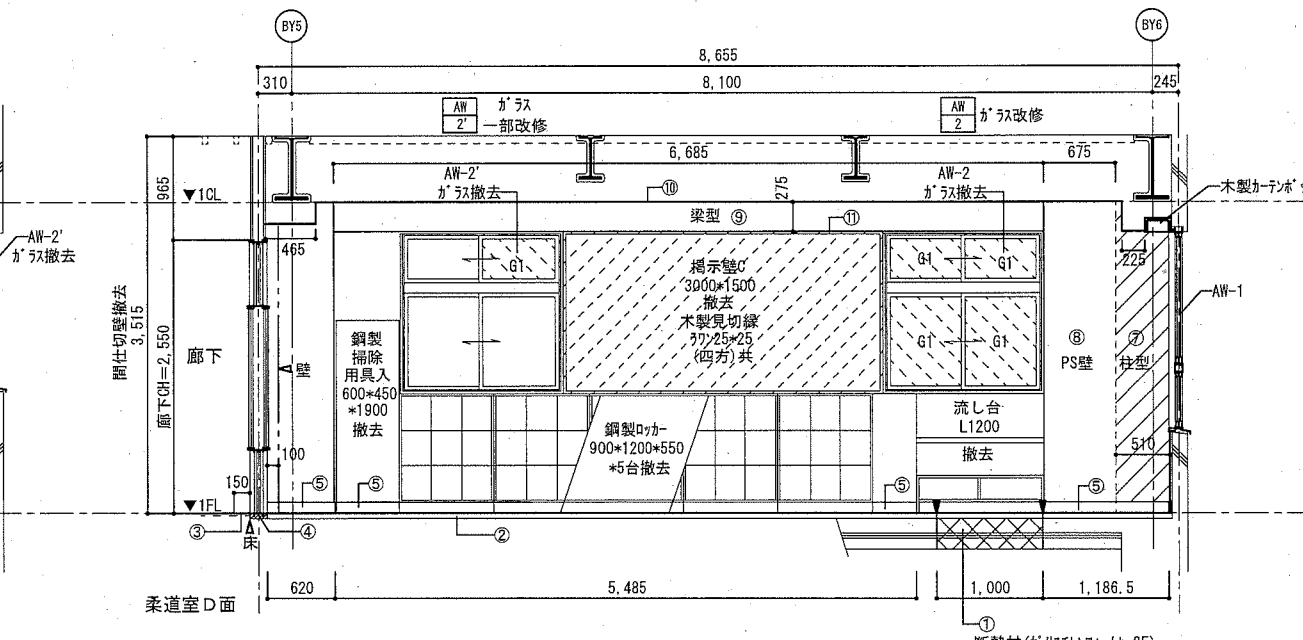 BY5
BY6
8,655
310
8,100
245
AW
2'
ガラス
一部改修
AW
2
ガラス改修
6,685
675
965
▼1CL
AW-2'
ガラス撤去
⑩
275
AW-2
ガラス撤去
木製カーテンボッ
梁型 ⑨
⑪
AW-2'
ガラス撤去
465
G1
掲示壁C
3000*1500
撤去
木製見切縁
ラワン25*25
(四方)共
G1
G1
225
AW-1
間仕切壁撤去
3,515
廊下CH=2,550
廊下
壁
鋼製
掃除
用具入
600*450
*1900
撤去
G1
G1
⑧
PS壁
⑦
柱型
鋼製ロッカー
900*1200*550
*5台撤去
流し台
L1200
撤去
510
100
150
⑤
⑤
⑤
⑤
▼1FL
③
床
④
②
620
5,485
1,000
1,186.5
柔道室D面
①